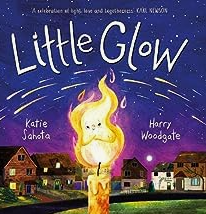 'A celebration of light, love and togetherness' KARL NEWSON
Little Glow
Katie Harry
Sahota Woodgate